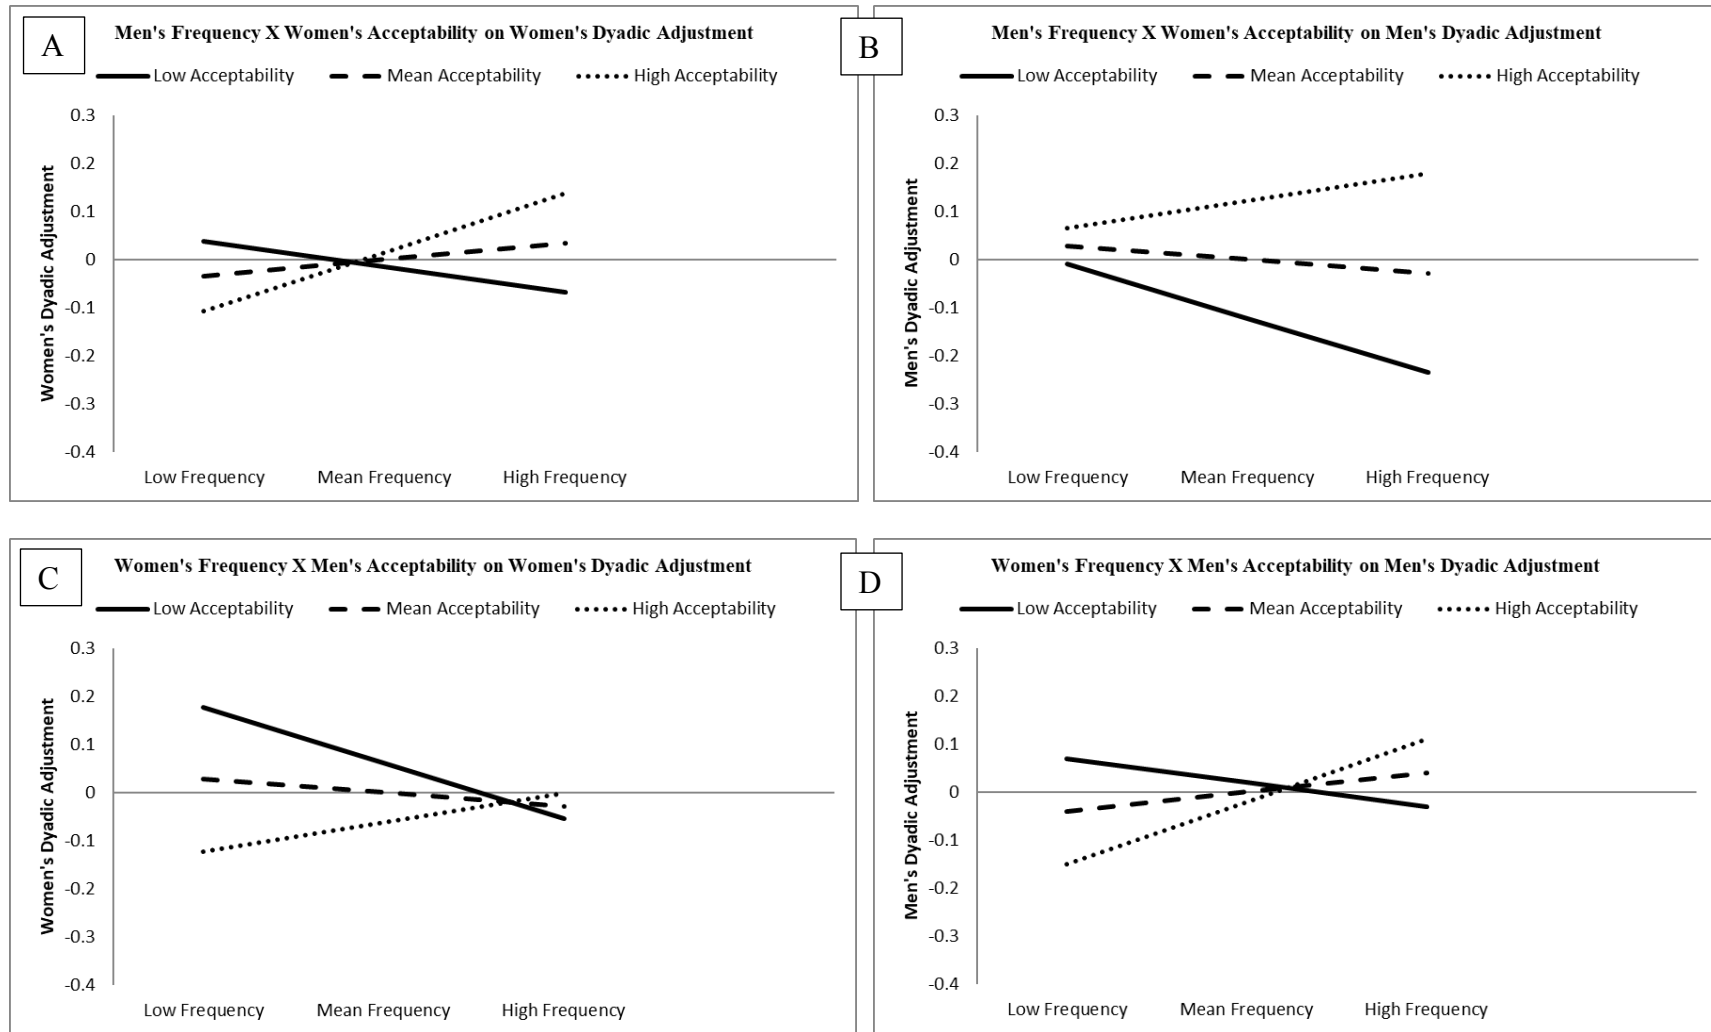 A
Men's Frequency X Women's Acceptability on Women's Dyadic Adjustment
Low Acceptability Mean Acceptability High Acceptability
Women's Dyadic Adjustment
0.3
0.2
0.1
0
-0.1
-0.2
-0.3
-0.4
Low Frequency Mean Frequency High Frequency
B
Men's Frequency X Women's Acceptability on Men's Dyadic Adjustment
Low Acceptability Mean Acceptability High Acceptability
Men's Dyadic Adjustment
0.3
0.2
0.1
0
-0.1
-0.2
-0.3
-0.4
Low Frequency Mean Frequency High Frequency
C
Women's Frequency X Men's Acceptability on Women's Dyadic Adjustment
Low Acceptability Mean Acceptability High Acceptability
Women's Dyadic Adjustment
0.3
0.2
0.1
0
-0.1
-0.2
-0.3
-0.4
Low Frequency Mean Frequency High Frequency
D
Women's Frequency X Men's Acceptability on Men's Dyadic Adjustment
Low Acceptability Mean Acceptability High Acceptability
Men's Dyadic Adjustment
0.3
0.2
0.1
0
-0.1
-0.2
-0.3
-0.4
Low Frequency Mean Frequency High Frequency